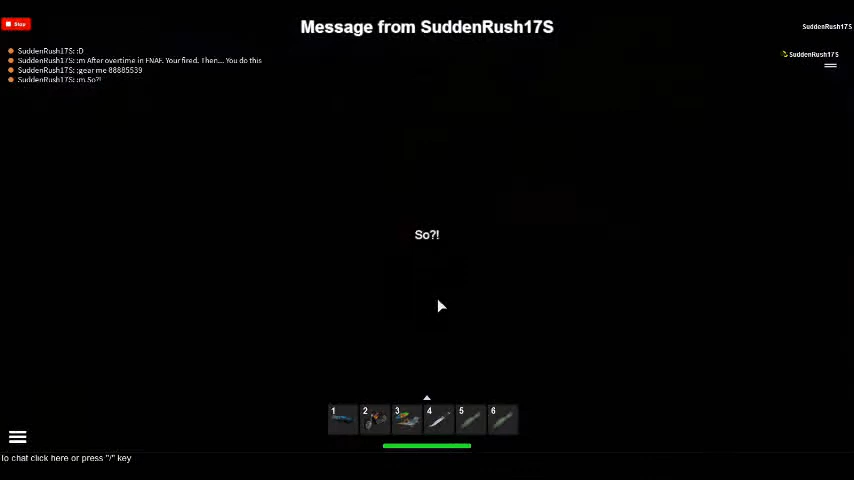 Stop
Message from SuddenRush17S
SuddenRush17S
SuddenRush17S
SuddenRush17S: :D
SuddenRush17S: :m After overtime in FNAF. Your fired. Then.... You do this
SuddenRush17S: :gear me 88885539
SuddenRush17S: :m So?!
So?!
1 2 3 4 5 6
To chat click here or press "/" key